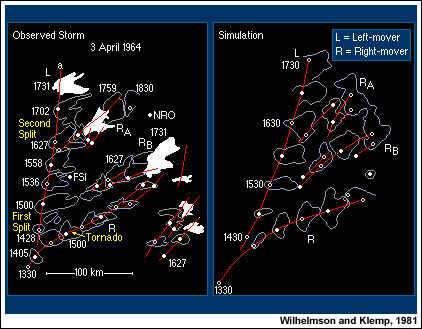 Observed Storm
3 April 1964
L
a
1731
1759
1830
1702
NRO
Second
Split
RA
1731
RB
1627
1627
1558
FSI
1536
1500
First
Split
R
1428
Tornado
1500
1405
1627
1330
100 km
Simulation
L = Left-mover
R = Right-mover
L
1730
RA
1630
RB
1530
1430
R
1330
Wilhelmson and Klemp, 1981